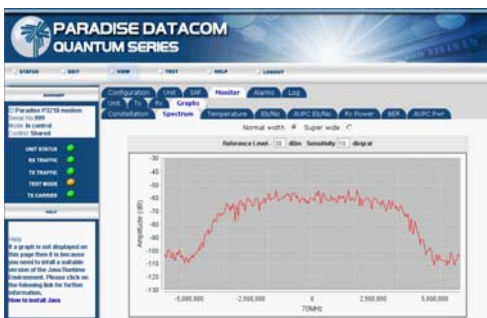 PARADISE DATACOM
QUANTUM SERIES
STATUS EDIT VIEW TEST HELP LOGOUT
SUMMARY
Configuration Unit SAF Monitor Alarms Log
Unit Tx Rx Graphs
Constellation Spectrum Temperature Eb/No AUPC Eb/No Rx Power BER AUPC Pwr
Paradise P3210 modem
Serial No 999
Mode: In control
Control: Shared
Normal width Super wide
Reference Level - 30 dBm Sensitivity 10 db/grat
UNIT STATUS
RX TRAFFIC
TX TRAFFIC
TEST MODE
TX CARRIER
HELP
Help
If a graph is not displayed on
this page then it is because
you need to intall a suitable
version of the Java Runtime
Environment. Please click on
the following link for further
information.
How to install Java
Amplitude (dB)
-30
-40
-50
-60
-70
-80
-90
-100
-110
-120
-130
-5,000,000 -2,500,000 0 2,500,000 5,000,000
70MHz